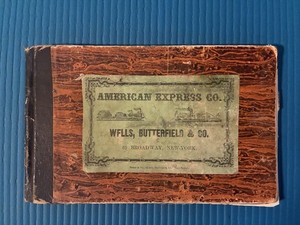 AMERICAN EXPRESS CO.
WELLS, BUTTERFIELD & CO.
BROADWAY, NEW-YORK.